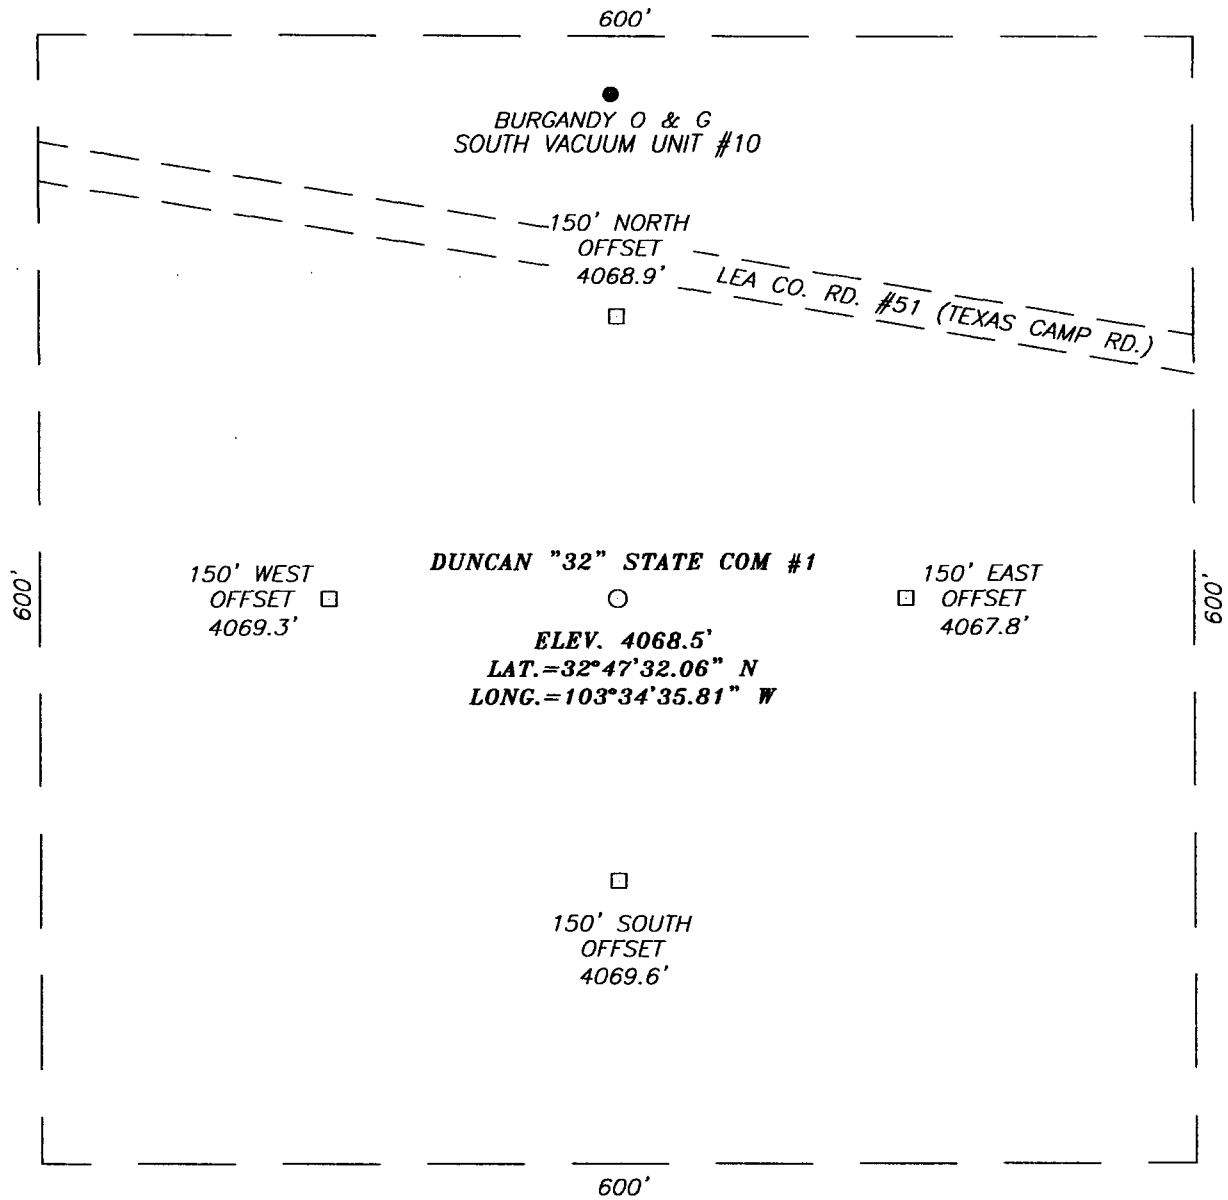 600'
BURGANDY O & G
SOUTH VACUUM UNIT #10
150' NORTH
OFFSET
4068.9'
LEA CO. RD. #51 (TEXAS CAMP RD.)
600'
150' WEST
OFFSET
4069.3'
DUNCAN "32" STATE COM #1
ELEV. 4068.5'
LAT.=32°47'32.06" N
LONG.=103°34'35.81" W
150' EAST
OFFSET
4067.8'
600'
150' SOUTH
OFFSET
4069.6'
600'